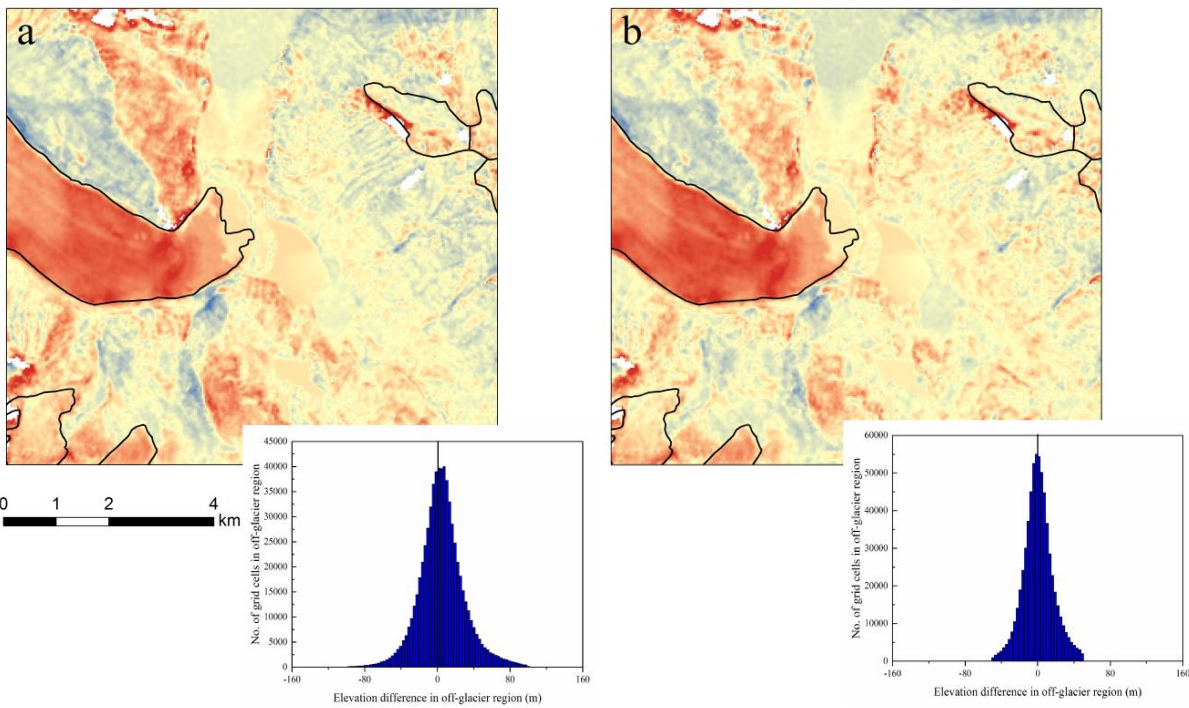 a
b
0 1 2 4
km
No. of grid cells in off-glacier region
45000
40000
35000
30000
25000
20000
15000
10000
5000
0
-160 -80 0 80 160
Elevation difference in off-glacier region (m)
No. of grid cells in off-glacier region
60000
50000
40000
30000
20000
10000
0
-160 -80 0 80 160
Elevation difference in off-glacier region (m)